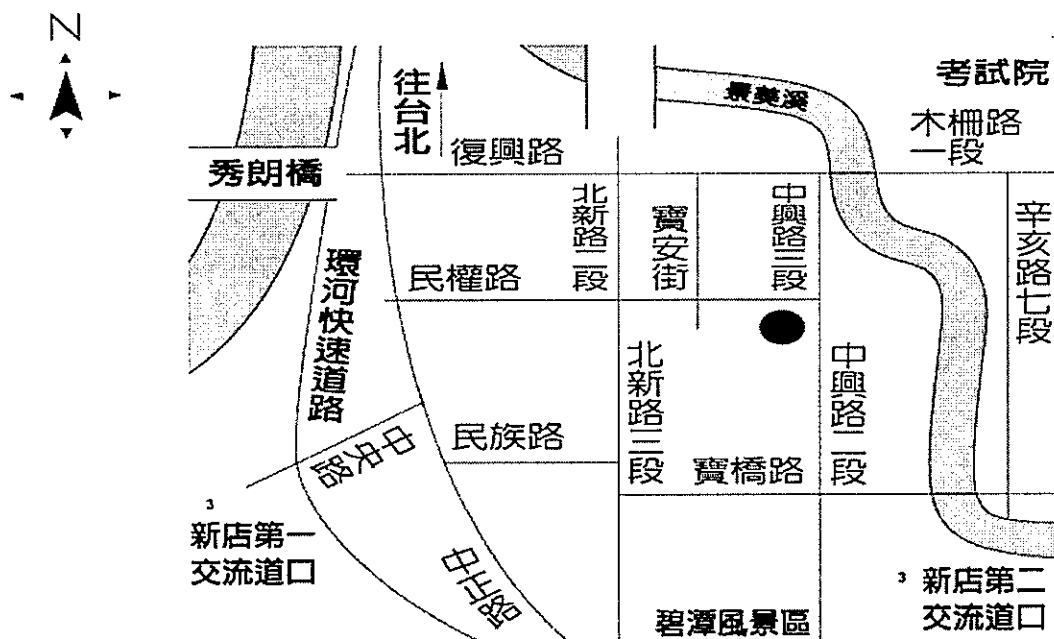 N
往台北
景美溪
考試院
木柵路
一段
復興路
秀朗橋
北新路二段
寶安街
中興路三段
辛亥路七段
環河快速道路
民權路
北新路三段
中興路二段
民族路
中央路
寶橋路
3
新店第一
交流道口
中正路
碧潭風景區
3
新店第二
交流道口